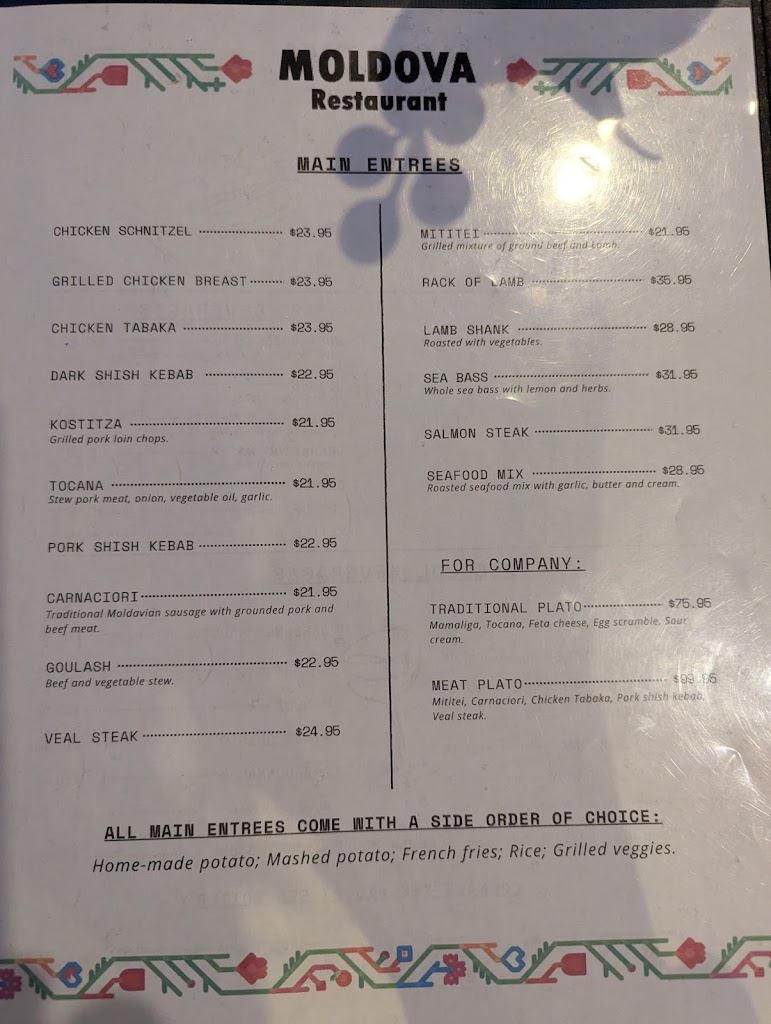 MOLDOVA
Restaurant
MAIN ENTREES
CHICKEN SCHNITZEL $23.95
GRILLED CHICKEN BREAST $23.95
CHICKEN TABAKA $23.95
DARK SHISH KEBAB $22.95
KOSTITZA $21.95
Grilled pork loin chops.
TOCANA $21.95
Stew pork meat, onion, vegetable oil, garlic.
PORK SHISH KEBAB $22.95
CARNACIORI $21.95
Traditional Moldavian sausage with grounded pork and
beef meat.
GOULASH $22.95
Beef and vegetable stew.
VEAL STEAK $24.95
MITITEI $21.95
Grilled mixture of ground beef and lamb.
RACK OF LAMB $35.95
LAMB SHANK $28.95
Roasted with vegetables.
SEA BASS $31.95
Whole sea bass with lemon and herbs.
SALMON STEAK $31.95
SEAFOOD MIX $28.95
Roasted seafood mix with garlic, butter and cream.
FOR COMPANY:
TRADITIONAL PLATO $75.95
Mamaliga, Tocana, Feta cheese, Egg scramble, Sour
cream.
MEAT PLATO
Mititei, Carnaciori, Chicken Tabaka, Pork shish kebab,
Veal steak.
ALL MAIN ENTREES COME WITH A SIDE ORDER OF CHOICE:
Home-made potato; Mashed potato; French fries; Rice; Grilled veggies.